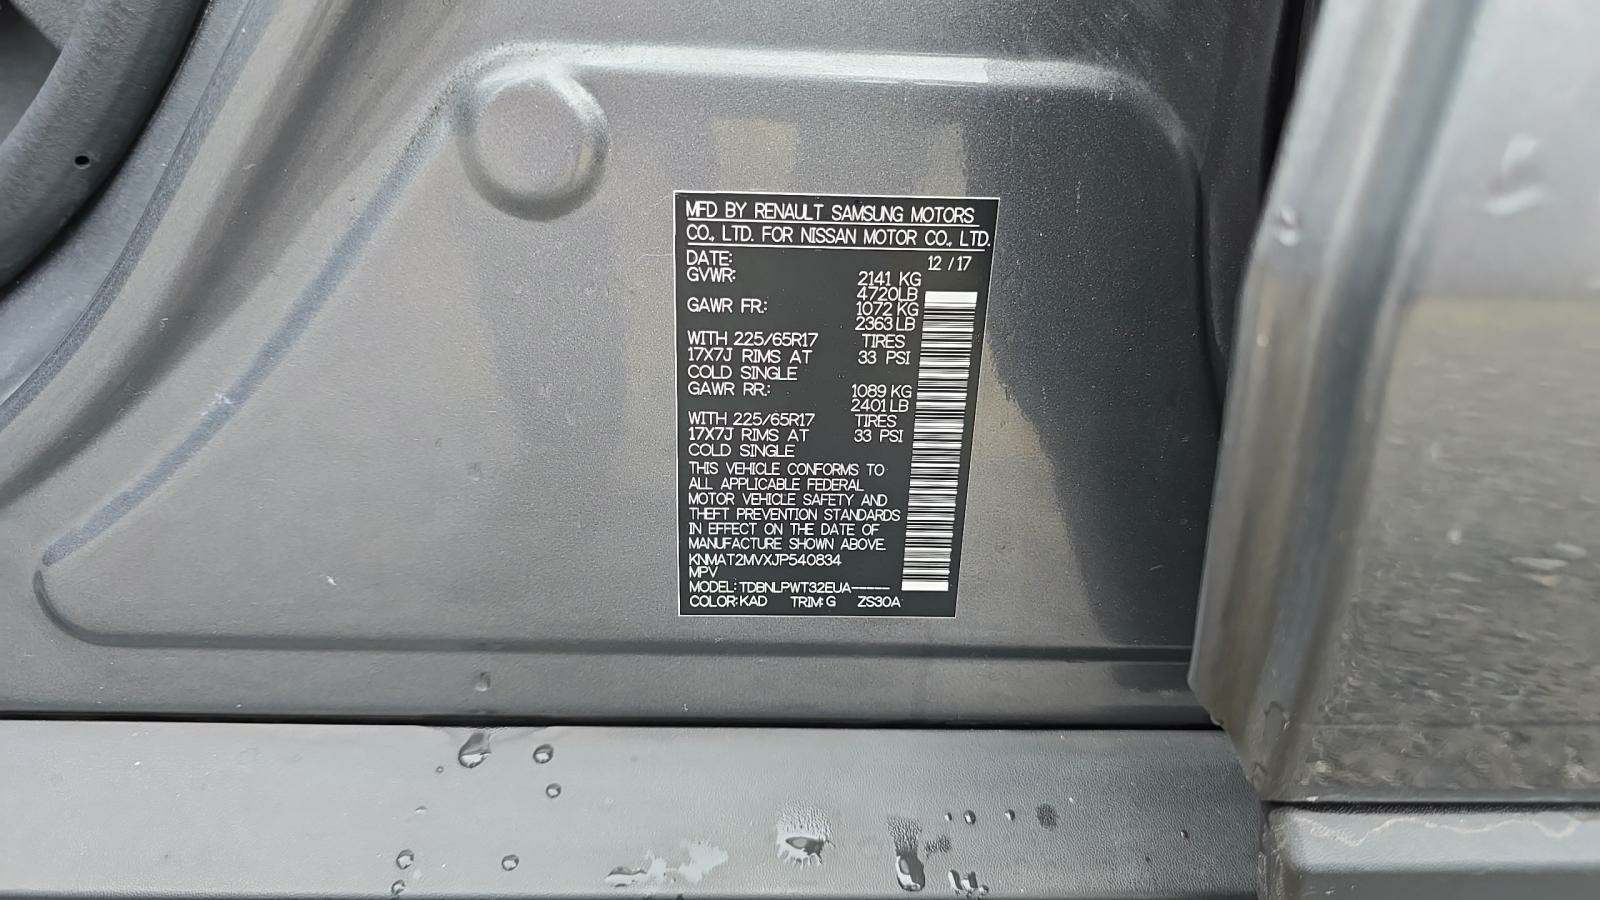 MFD BY RENAULT SAMSUNG MOTORS
CO., LTD. FOR NISSAN MOTOR CO., LTD.
DATE: 12 / 17
GVWR: 2141 KG
4720LB
GAWR FR.: 1072 KG
2363 LB
WITH 225/65R17 TIRES
17X7J RIMS AT 33 PSI
COLD SINGLE
GAWR RR.: 1089 KG
2401 LB
WITH 225/65R17 TIRES
17X7J RIMS AT 33 PSI
COLD SINGLE
THIS VEHICLE CONFORMS TO
ALL APPLICABLE FEDERAL
MOTOR VEHICLE SAFETY AND
THEFT PREVENTION STANDARDS
IN EFFECT ON THE DATE OF
MANUFACTURE SHOWN ABOVE.
KNMAT2MVXJP540834
MPV
MODEL: TDBNLPWT32EUA-----
COLOR: KAD TRIM: G ZS30A